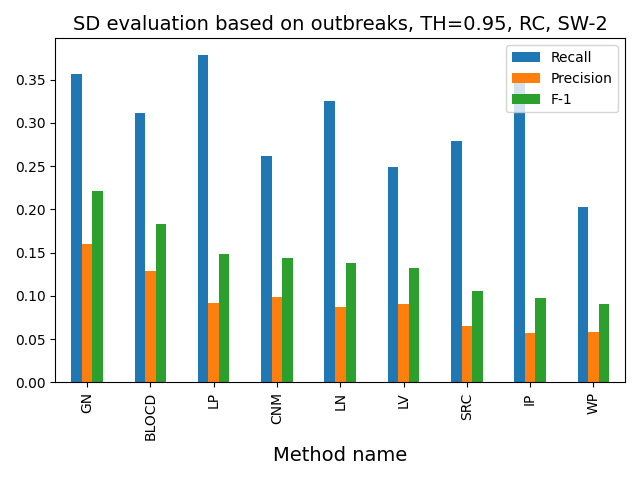 SD evaluation based on outbreaks, TH=0.95, RC, SW-2
Recall
Precision
F-1
0.35
0.30
0.25
0.20
0.15
0.10
0.05
0.00
GN
BLOCD
LP
CNM
LN
LV
SRC
IP
WP
Method name